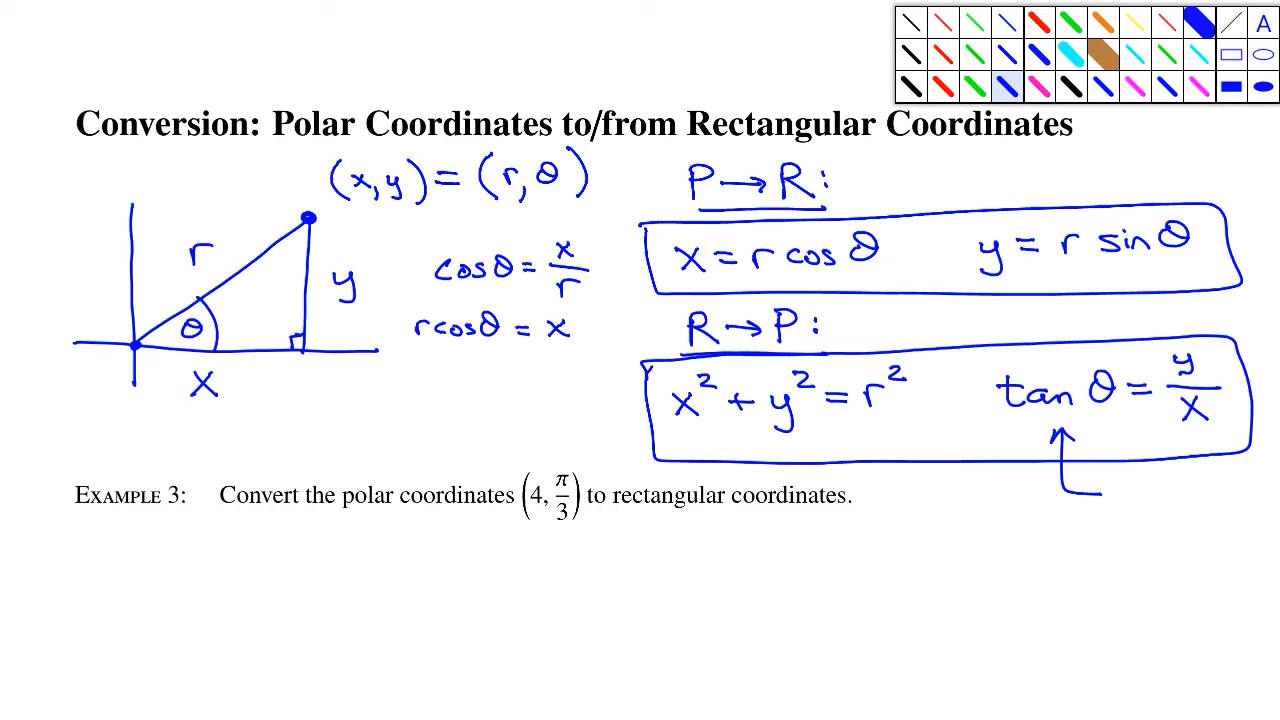 A
Conversion: Polar Coordinates to/from Rectangular Coordinates
(x, y) = (r, θ)
P → R:
r
y
θ
x
cos θ = x/r
r cos θ = x
x = r cos θ y = r sin θ
R → P:
x² + y² = r² tan θ = y/x
EXAMPLE 3: Convert the polar coordinates (4, π/3) to rectangular coordinates.